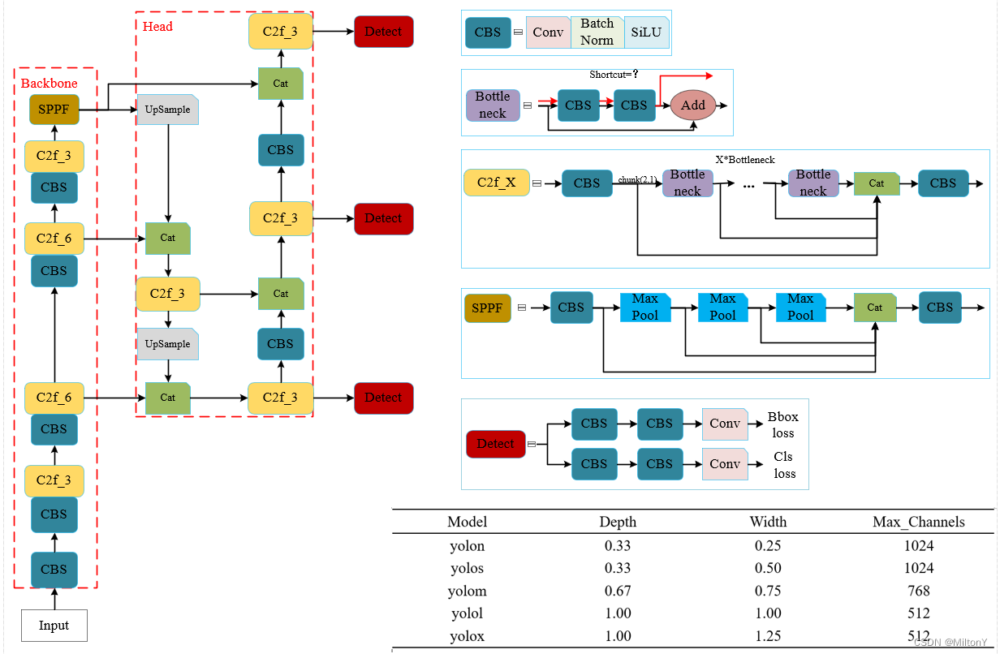 Backbone
SPPF
C2f_3
CBS
C2f_6
CBS
C2f_6
CBS
C2f_3
CBS
CBS
Input
Head
UpSample
Cat
C2f_3
UpSample
Cat
C2f_3
Cat
CBS
C2f_3
Cat
CBS
C2f_3
Detect
Detect
Detect
CBS
Conv
Batch
Norm
SiLU
Shortcut=?
Bottle
neck
CBS
CBS
Add
X*Bottleneck
C2f_X
CBS
chunk(2,1)
Bottle
neck
...
Bottle
neck
Cat
CBS
SPPF
CBS
Max
Pool
Max
Pool
Max
Pool
Cat
CBS
Detect
CBS
CBS
Conv
Bbox
loss
CBS
CBS
Conv
Cls
loss
Model Depth Width Max_Channels
yolon 0.33 0.25 1024
yolos 0.33 0.50 1024
yolom 0.67 0.75 768
yolol 1.00 1.00 512
yolox 1.00 1.25 512
CSDN @MiltonY